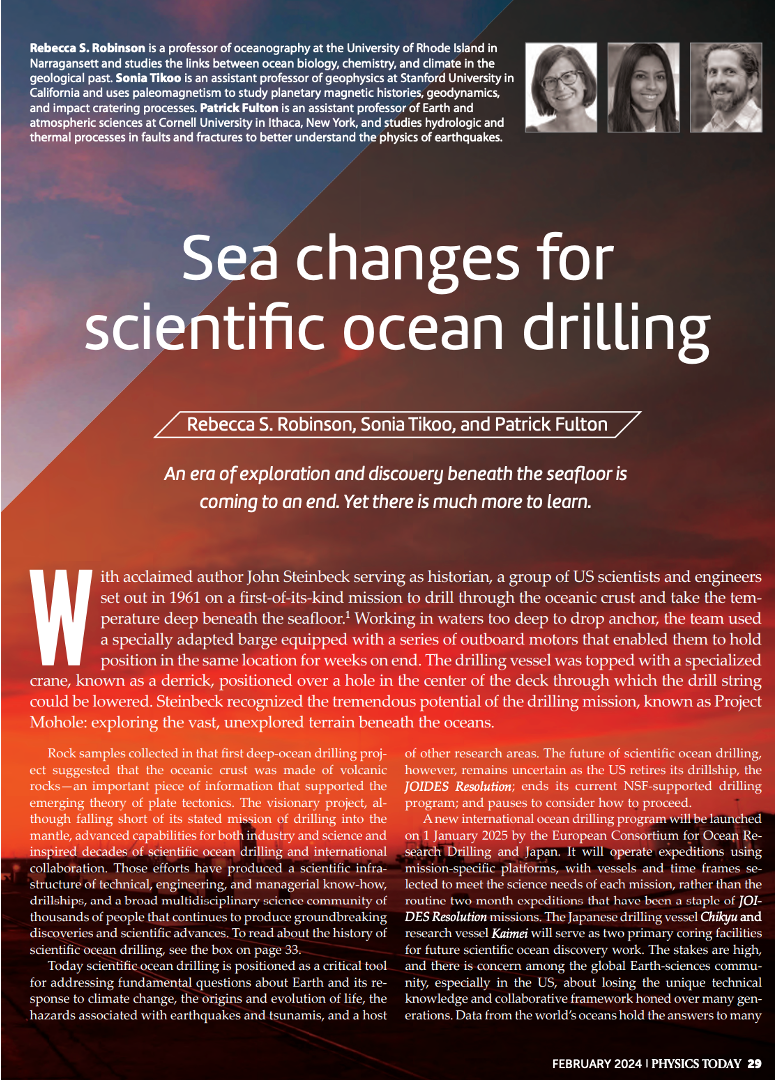 Rebecca S. Robinson is a professor of oceanography at the University of Rhode Island in
Narragansett and studies the links between ocean biology, chemistry, and climate in the
geological past. Sonia Tikoo is an assistant professor of geophysics at Stanford University in
California and uses paleomagnetism to study planetary magnetic histories, geodynamics,
and impact cratering processes. Patrick Fulton is an assistant professor of Earth and
atmospheric sciences at Cornell University in Ithaca, New York, and studies hydrologic and
thermal processes in faults and fractures to better understand the physics of earthquakes.
Sea changes for
scientific ocean drilling
Rebecca S. Robinson, Sonia Tikoo, and Patrick Fulton
An era of exploration and discovery beneath the seafloor is
coming to an end. Yet there is much more to learn.
With acclaimed author John Steinbeck serving as historian, a group of US scientists and engineers
set out in 1961 on a first-of-its-kind mission to drill through the oceanic crust and take the tem-
perature deep beneath the seafloor.¹ Working in waters too deep to drop anchor, the team used
a specially adapted barge equipped with a series of outboard motors that enabled them to hold
position in the same location for weeks on end. The drilling vessel was topped with a specialized
crane, known as a derrick, positioned over a hole in the center of the deck through which the drill string
could be lowered. Steinbeck recognized the tremendous potential of the drilling mission, known as Project
Mohole: exploring the vast, unexplored terrain beneath the oceans.
Rock samples collected in that first deep-ocean drilling proj-
ect suggested that the oceanic crust was made of volcanic
rocks—an important piece of information that supported the
emerging theory of plate tectonics. The visionary project, al-
though falling short of its stated mission of drilling into the
mantle, advanced capabilities for both industry and science and
inspired decades of scientific ocean drilling and international
collaboration. Those efforts have produced a scientific infra-
structure of technical, engineering, and managerial know-how,
drillships, and a broad multidisciplinary science community of
thousands of people that continues to produce groundbreaking
discoveries and scientific advances. To read about the history of
scientific ocean drilling, see the box on page 33.
Today scientific ocean drilling is positioned as a critical tool
for addressing fundamental questions about Earth and its re-
sponse to climate change, the origins and evolution of life, the
hazards associated with earthquakes and tsunamis, and a host
of other research areas. The future of scientific ocean drilling,
however, remains uncertain as the US retires its drillship, the
JOIDES Resolution; ends its current NSF-supported drilling
program; and pauses to consider how to proceed.
A new international ocean drilling program will be launched
on 1 January 2025 by the European Consortium for Ocean Re-
search Drilling and Japan. It will operate expeditions using
mission-specific platforms, with vessels and time frames se-
lected to meet the science needs of each mission, rather than the
routine two-month expeditions that have been a staple of JOI-
DES Resolution missions. The Japanese drilling vessel Chikyu and
research vessel Kaimei will serve as two primary coring facilities
for future scientific ocean discovery work. The stakes are high,
and there is concern among the global Earth-sciences commu-
nity, especially in the US, about losing the unique technical
knowledge and collaborative framework honed over many gen-
erations. Data from the world's oceans hold the answers to many
FEBRUARY 2024 | PHYSICS TODAY 29